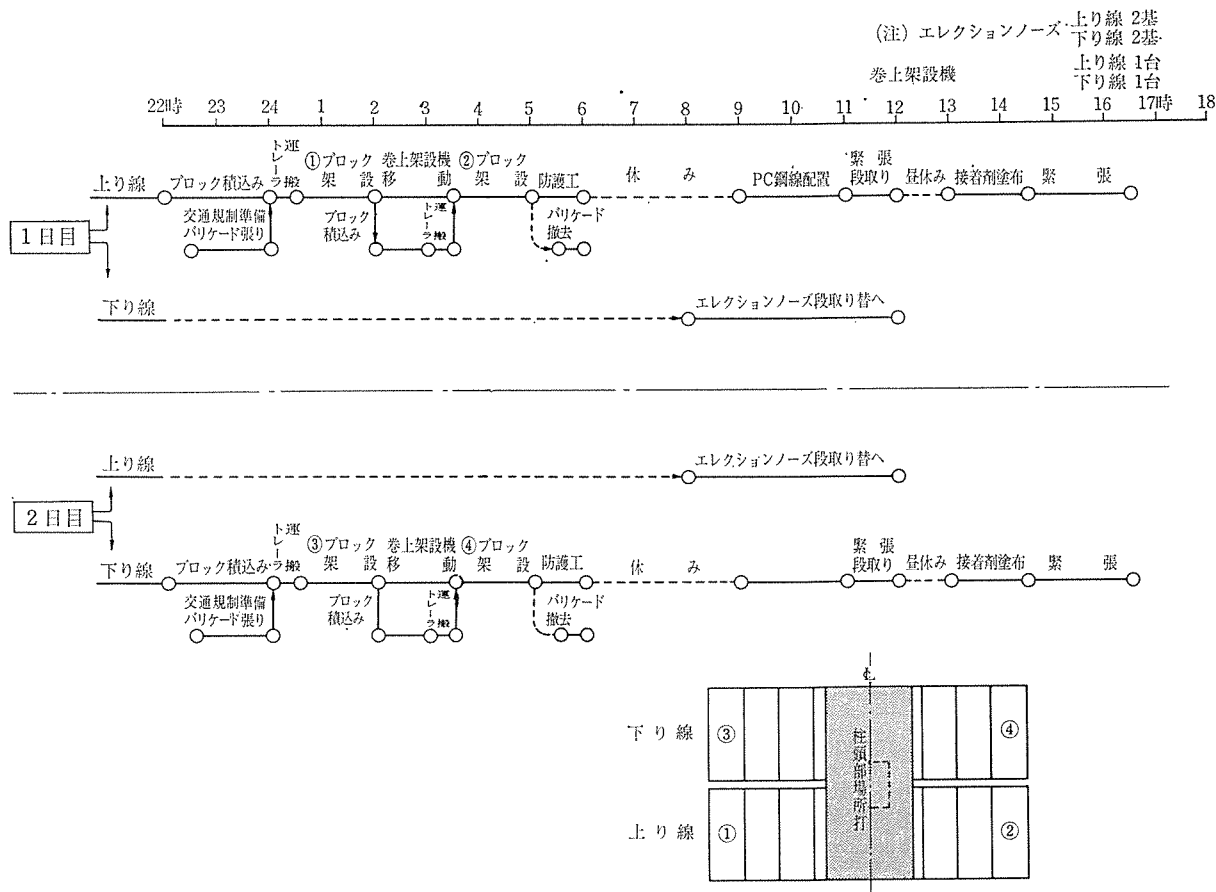 (注) エレクションノーズ 上り線 2基
下り線 2基
巻上架設機 上り線 1台
下り線 1台
22時 23 24 1 2 3 4 5 6 7 8 9 10 11 12 13 14 15 16 17時 18
1日目
上り線
ブロック積込み
トレーラ運搬
①ブロック架設
巻上架設機移動
②ブロック架設
防護工
休み
PC鋼線配置
緊張段取り
昼休み
接着剤塗布
緊張
交通規制準備
バリケード張り
ブロック
積込み
トレーラ運搬
バリケード
撤去
下り線
エレクションノーズ段取り替へ
2日目
上り線
エレクションノーズ段取り替へ
下り線
ブロック積込み
トレーラ運搬
③ブロック架設
巻上架設機移動
④ブロック架設
防護工
休み
緊張段取り
昼休み
接着剤塗布
緊張
交通規制準備
バリケード張り
ブロック
積込み
トレーラ運搬
バリケード
撤去
℄
下り線
③
④
柱頭部場所打
上り線
①
②